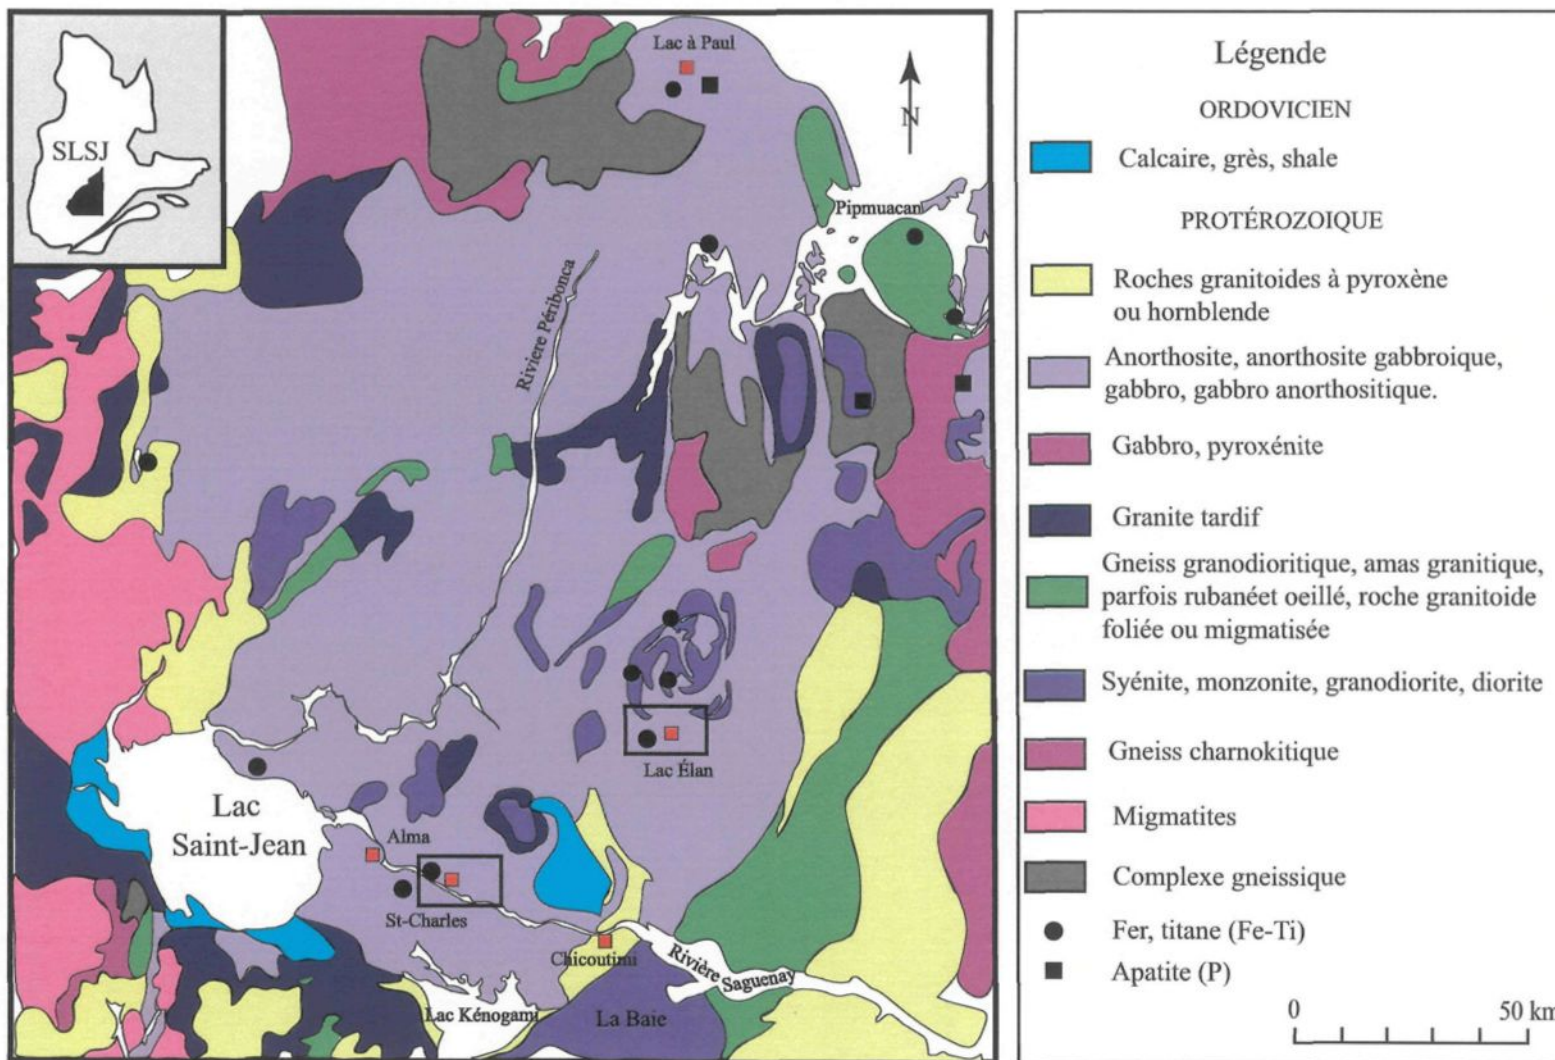 SLSJ
Lac à Paul
N
Pipmuacan
Riviere Péribonca
Lac Élan
Lac
Saint-Jean
Alma
St-Charles
Chicoutimi
Rivière
Saguenay
Lac Kénogami
La Baie
Légende
ORDOVICIEN
Calcaire, grès, shale
PROTÉROZOIQUE
Roches granitoides à pyroxène
ou hornblende
Anorthosite, anorthosite gabbroique,
gabbro, gabbro anorthositique.
Gabbro, pyroxénite
Granite tardif
Gneiss granodioritique, amas granitique,
parfois rubanéet oeillé, roche granitoide
foliée ou migmatisée
Syénite, monzonite, granodiorite, diorite
Gneiss charnokitique
Migmatites
Complexe gneissique
Fer, titane (Fe-Ti)
Apatite (P)
0 50 km